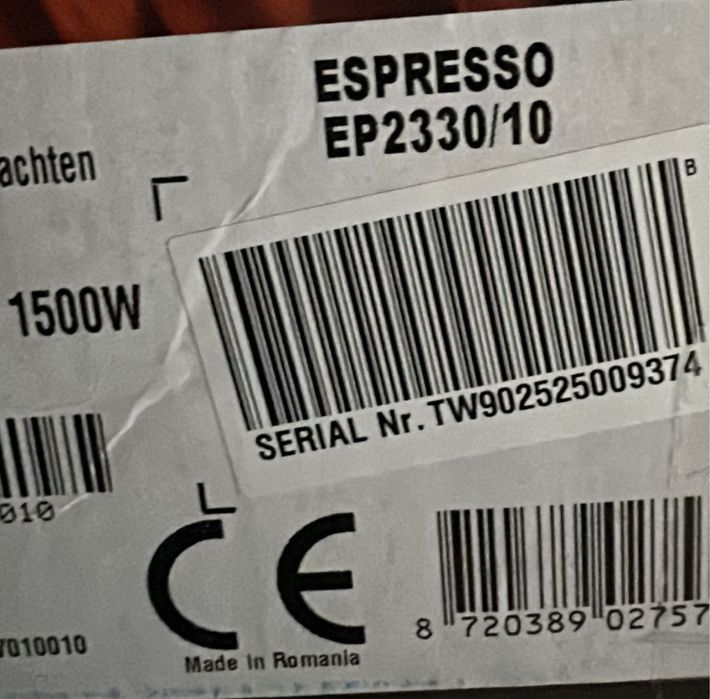 ESPRESSO
EP2330/10
achten
B
1500W
SERIAL Nr. TW902525009374
010
CE
8 720389 02757
7010010
Made in Romania